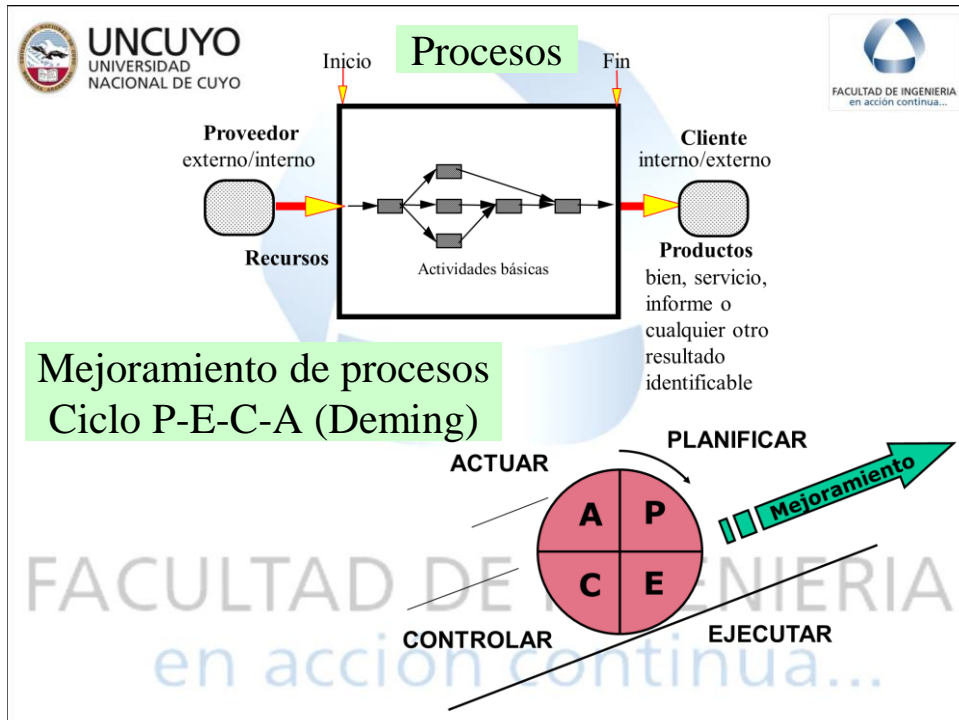 UNCUYO
UNIVERSIDAD
NACIONAL DE CUYO
Procesos
FACULTAD DE INGENIERIA
en acción continua...
Inicio
Fin
Proveedor
externo/interno
Cliente
interno/externo
Recursos
Actividades básicas
Productos
bien, servicio,
informe o
cualquier otro
resultado
identificable
Mejoramiento de procesos
Ciclo P-E-C-A (Deming)
ACTUAR
PLANIFICAR
Mejoramiento
A P
C E
CONTROLAR
EJECUTAR
FACULTAD DE INGENIERIA
en acción continua...